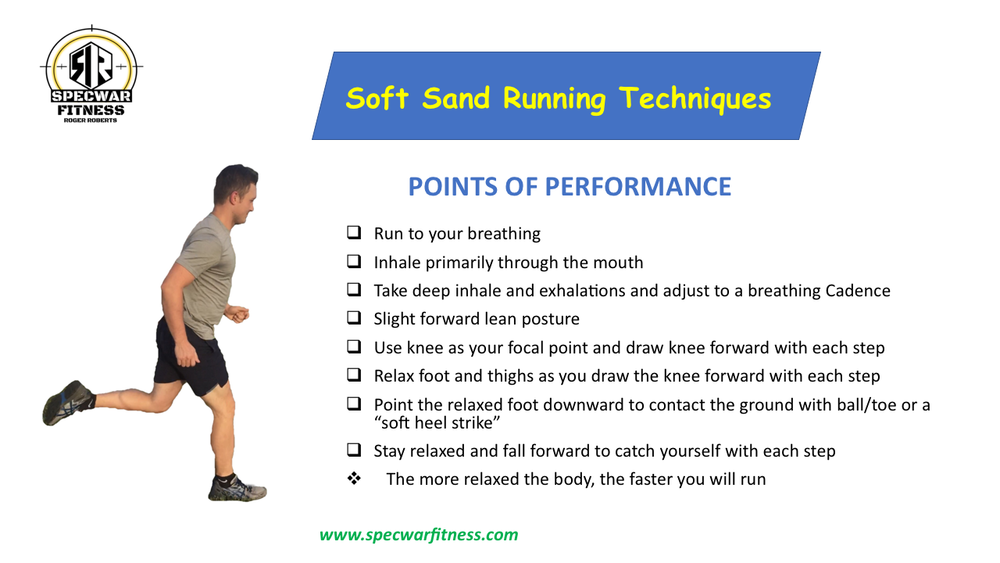 SPECWAR
FITNESS
ROGER ROBERTS
Soft Sand Running Techniques
POINTS OF PERFORMANCE
Run to your breathing
Inhale primarily through the mouth
Take deep inhale and exhalations and adjust to a breathing Cadence
Slight forward lean posture
Use knee as your focal point and draw knee forward with each step
Relax foot and thighs as you draw the knee forward with each step
Point the relaxed foot downward to contact the ground with ball/toe or a
“soft heel strike”
Stay relaxed and fall forward to catch yourself with each step
The more relaxed the body, the faster you will run
www.specwarfitness.com